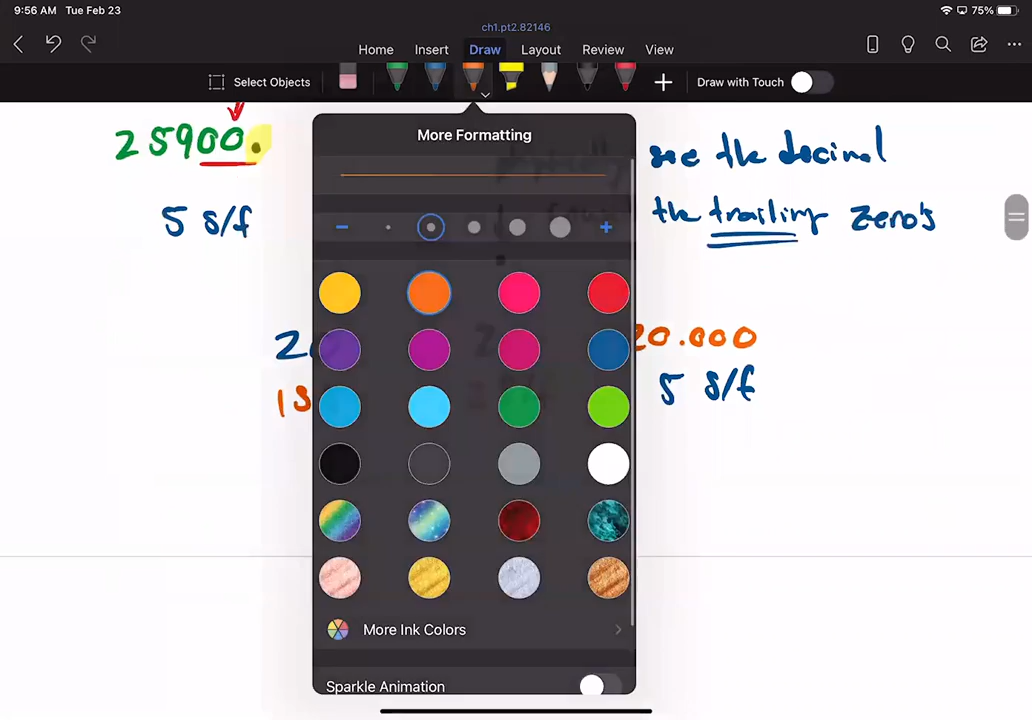 9:56 AM Tue Feb 23
75%
ch1.pt2.82146
Home Insert Draw Layout Review View
Select Objects
Draw with Touch
More Formatting
25900.
see the decimal
5 s/f
the trailing zero's
20.000
5 s/f
More Ink Colors
Sparkle Animation